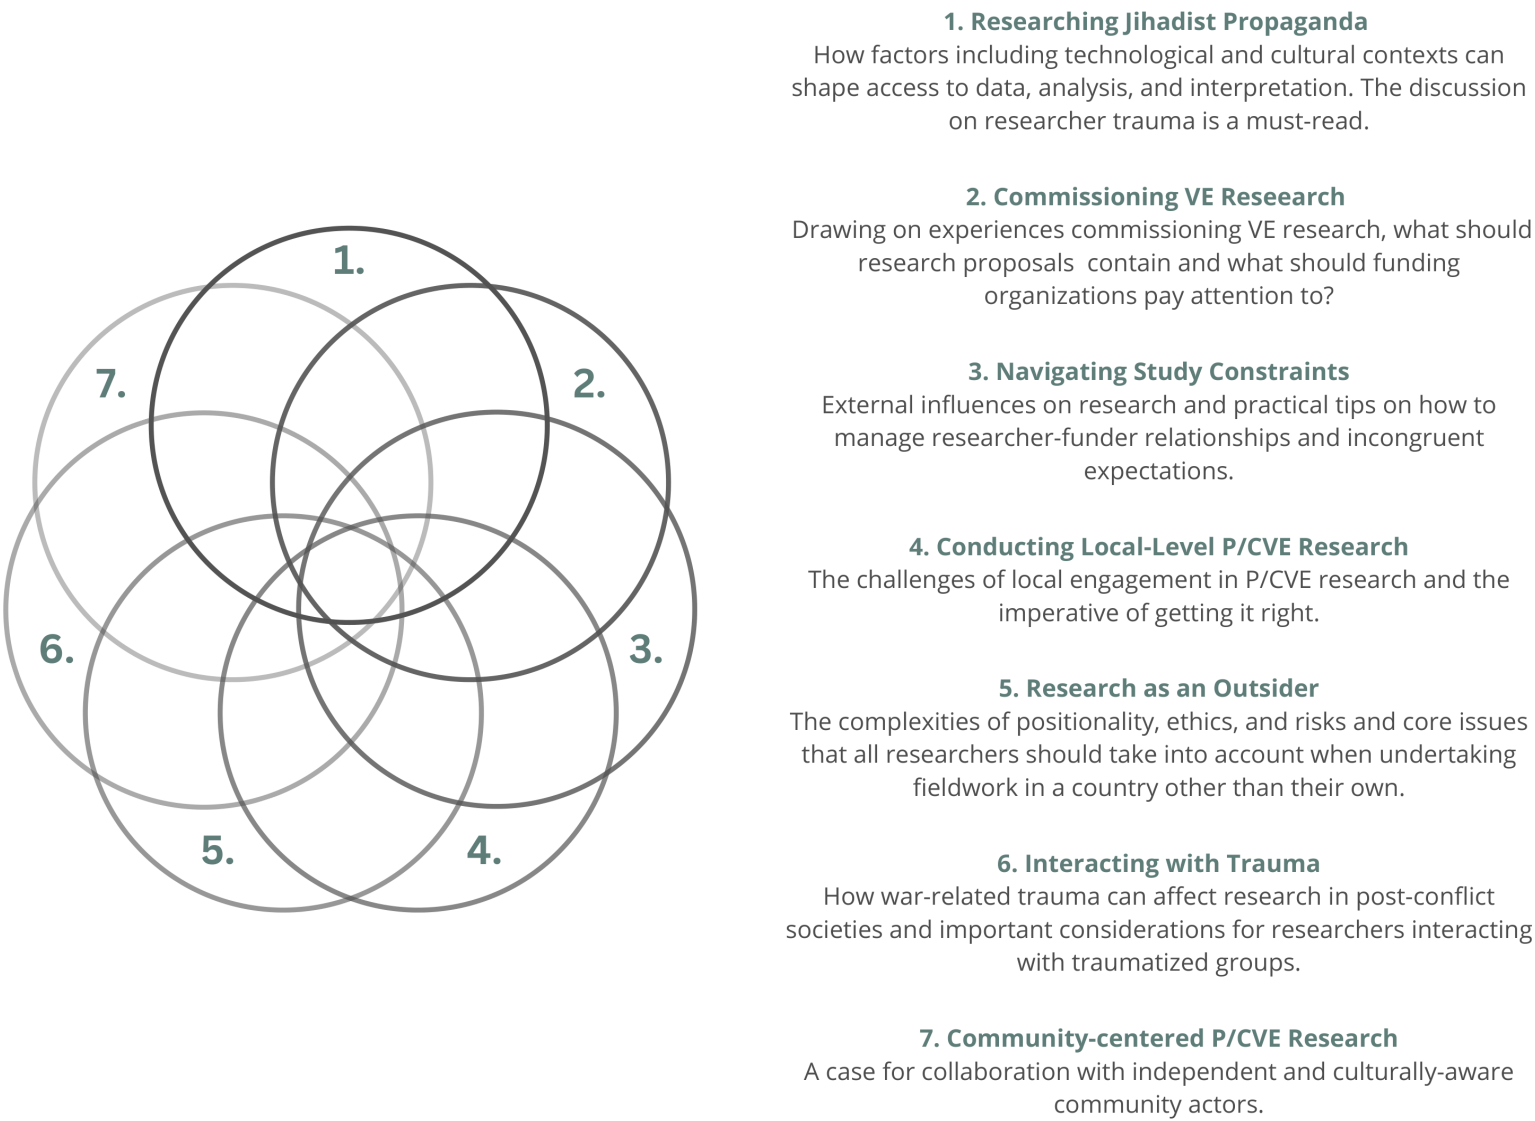 1. Researching Jihadist Propaganda
How factors including technological and cultural contexts can
shape access to data, analysis, and interpretation. The discussion
on researcher trauma is a must-read.
2. Commissioning VE Reseearch
Drawing on experiences commissioning VE research, what should
research proposals  contain and what should funding
organizations pay attention to?
3. Navigating Study Constraints
External influences on research and practical tips on how to
manage researcher-funder relationships and incongruent
expectations.
4. Conducting Local-Level P/CVE Research
The challenges of local engagement in P/CVE research and the
imperative of getting it right.
5. Research as an Outsider
The complexities of positionality, ethics, and risks and core issues
that all researchers should take into account when undertaking
fieldwork in a country other than their own.
6. Interacting with Trauma
How war-related trauma can affect research in post-conflict
societies and important considerations for researchers interacting
with traumatized groups.
7. Community-centered P/CVE Research
A case for collaboration with independent and culturally-aware
community actors.
1.
2.
3.
4.
5.
6.
7.